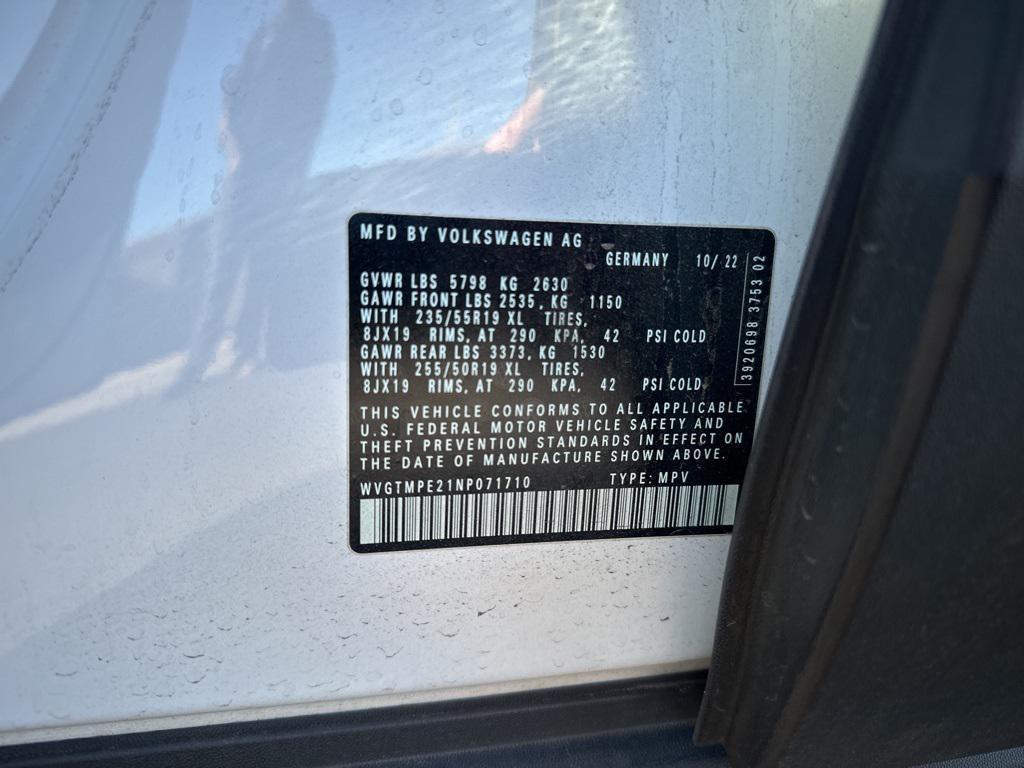 MFD BY VOLKSWAGEN AG
GERMANY 10/ 22
GVWR LBS 5798 KG 2630
GAWR FRONT LBS 2535, KG 1150
WITH 235/55R19 XL TIRES,
8JX19 RIMS, AT 290 KPA, 42 PSI COLD
GAWR REAR LBS 3373, KG 1530
WITH 255/50R19 XL TIRES,
8JX19 RIMS, AT 290 KPA, 42 PSI COLD
THIS VEHICLE CONFORMS TO ALL APPLICABLE
U.S. FEDERAL MOTOR VEHICLE SAFETY AND
THEFT PREVENTION STANDARDS IN EFFECT ON
THE DATE OF MANUFACTURE SHOWN ABOVE.
WVGTMPE21NP071710 TYPE: MPV
3920698 3753 02